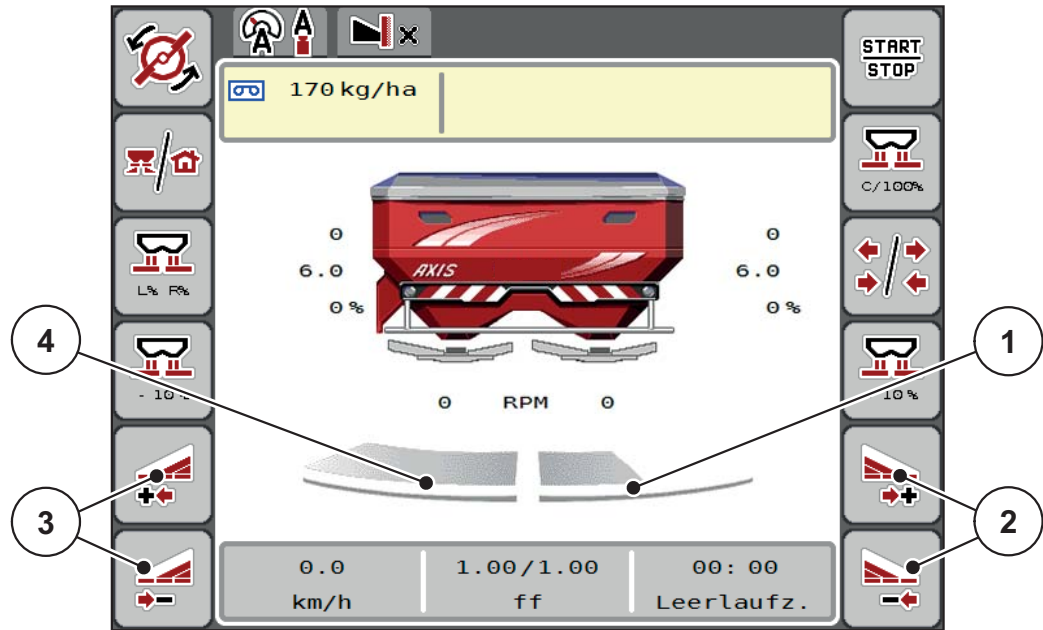 A A
START
STOP
170 kg/ha
C/100%
0 0
6.0 AXIS 6.0
0% 0%
L% R%
4
1
- 10%
10%
0 RPM 0
3
2
0.0 1.00/1.00 00:00
km/h ff Leerlaufz.